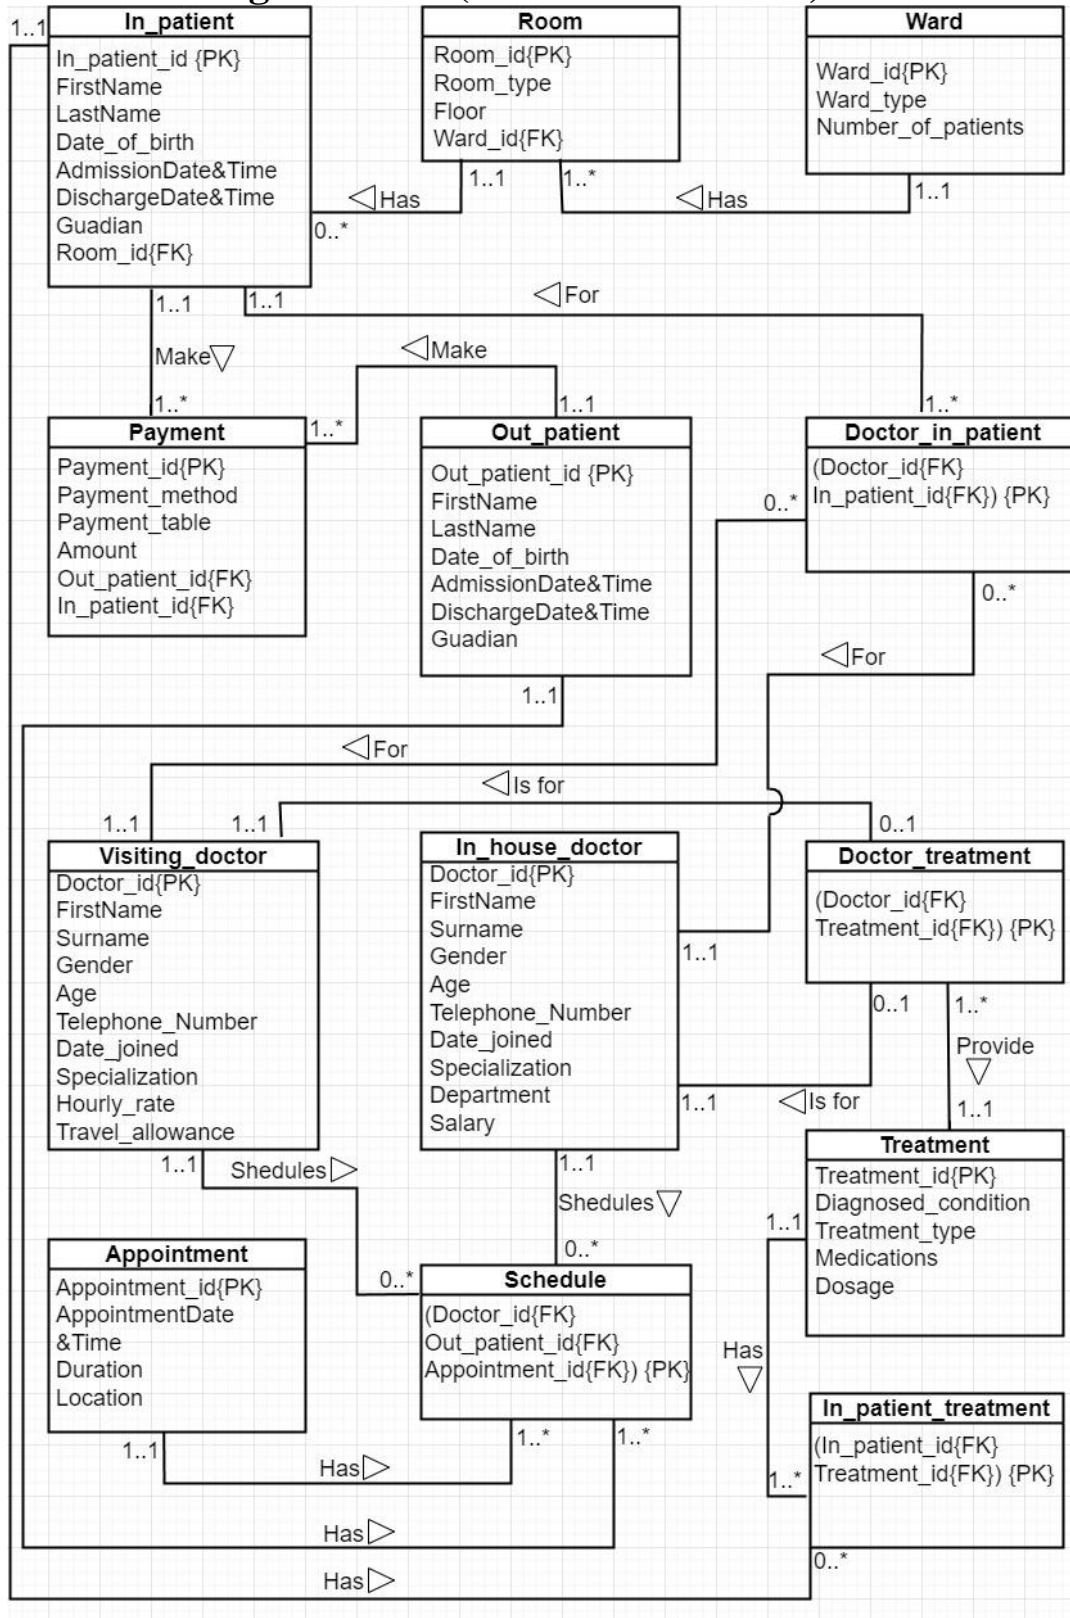 In_patient
In_patient_id {PK}
FirstName
LastName
Date_of_birth
AdmissionDate&Time
DischargeDate&Time
Guadian
Room_id{FK}
1..1
Room
Room_id{PK}
Room_type
Floor
Ward_id{FK}
Ward
Ward_id{PK}
Ward_type
Number_of_patients
1..1
1..*
1..1
Has
Has
0..*
1..1
1..1
For
Make
Make
1..*
1..*
1..1
1..*
Payment
Payment_id{PK}
Payment_method
Payment_table
Amount
Out_patient_id{FK}
In_patient_id{FK}
Out_patient
Out_patient_id {PK}
FirstName
LastName
Date_of_birth
AdmissionDate&Time
DischargeDate&Time
Guadian
Doctor_in_patient
(Doctor_id{FK}
In_patient_id{FK}) {PK}
0..*
0..*
For
1..1
For
Is for
1..1
1..1
0..1
Visiting_doctor
Doctor_id{PK}
FirstName
Surname
Gender
Age
Telephone_Number
Date_joined
Specialization
Hourly_rate
Travel_allowance
In_house_doctor
Doctor_id{PK}
FirstName
Surname
Gender
Age
Telephone_Number
Date_joined
Specialization
Department
Salary
Doctor_treatment
(Doctor_id{FK}
Treatment_id{FK}) {PK}
1..1
0..1
1..*
Provide
1..1
Is for
1..1
Treatment
Treatment_id{PK}
Diagnosed_condition
Treatment_type
Medications
Dosage
1..1
Shedules
1..1
Shedules
0..*
0..*
1..1
Appointment
Appointment_id{PK}
AppointmentDate
&Time
Duration
Location
Schedule
(Doctor_id{FK}
Out_patient_id{FK}
Appointment_id{FK}) {PK}
Has
In_patient_treatment
(In_patient_id{FK}
Treatment_id{FK}) {PK}
1..1
1..*
1..*
Has
1..*
Has
0..*
Has